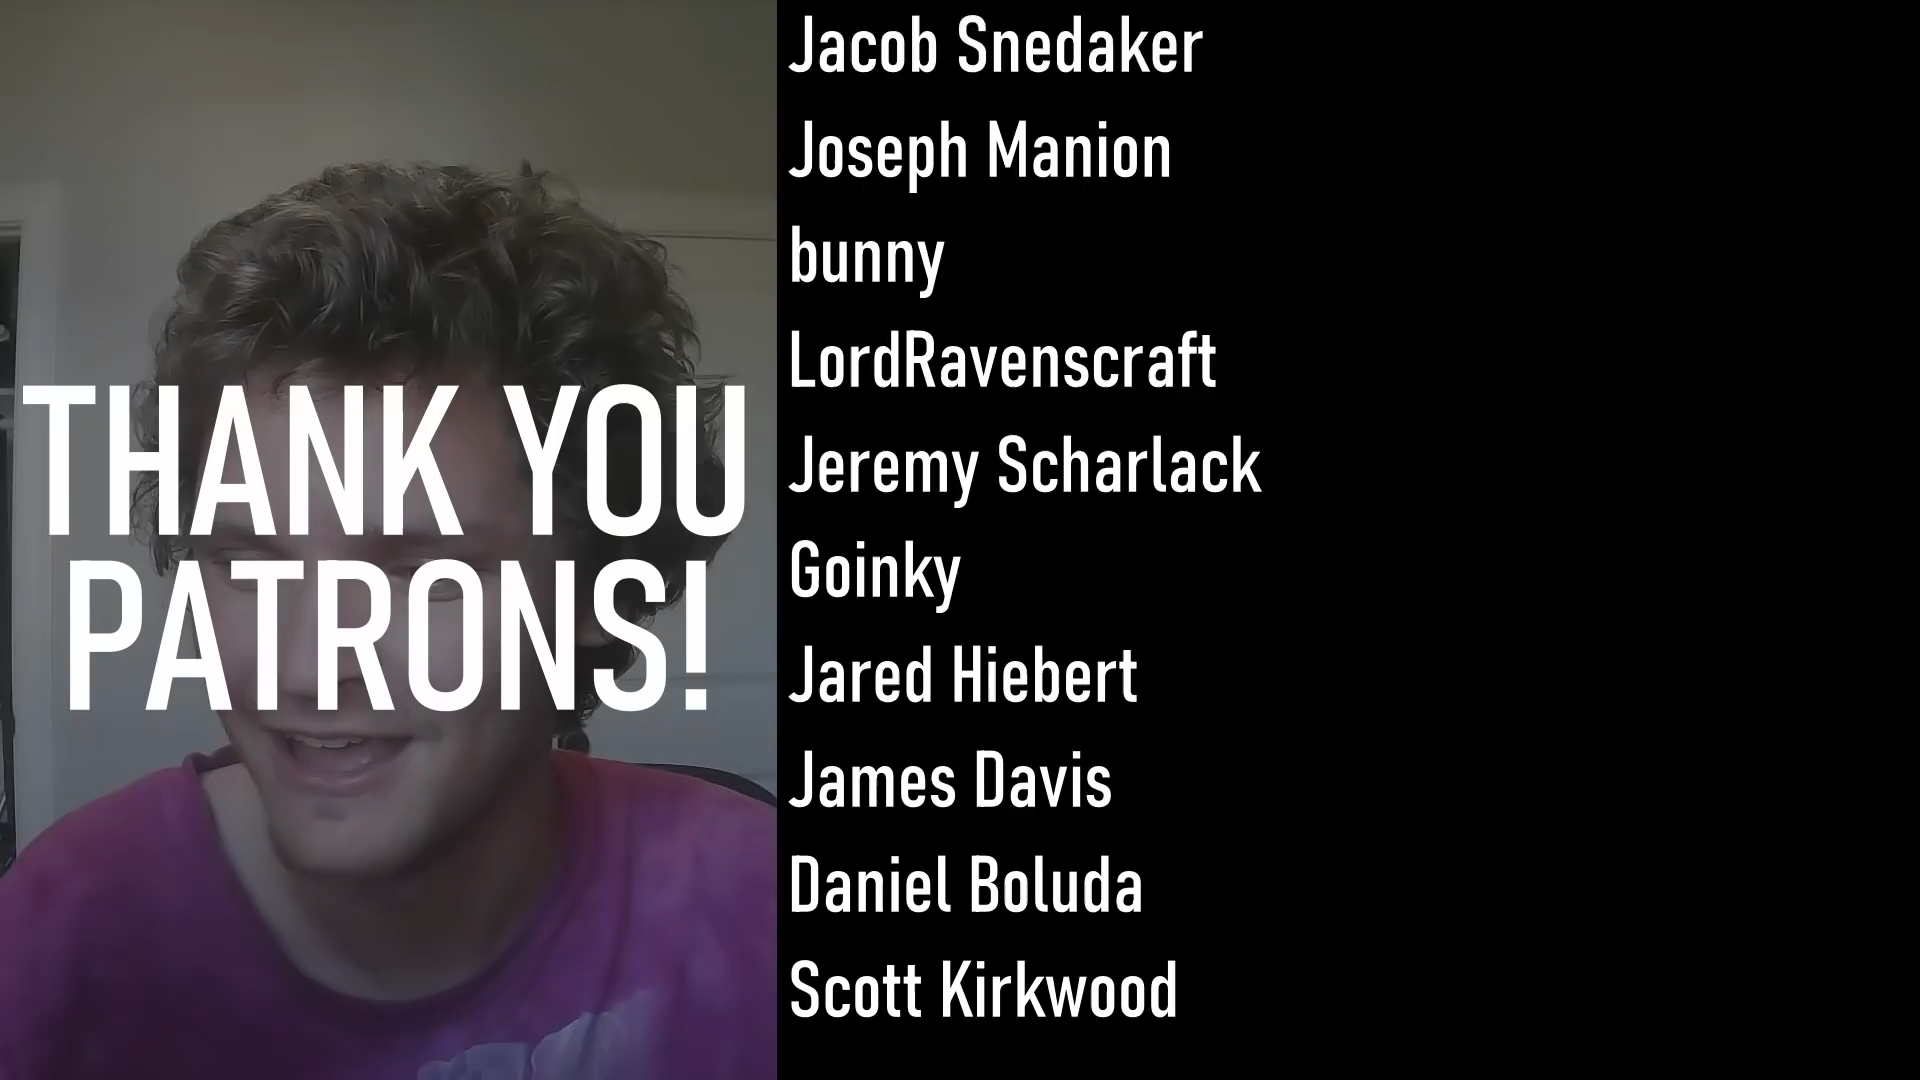 THANK YOU
PATRONS!
Jacob Snedaker
Joseph Manion
bunny
LordRavenscraft
Jeremy Scharlack
Goinky
Jared Hiebert
James Davis
Daniel Boluda
Scott Kirkwood